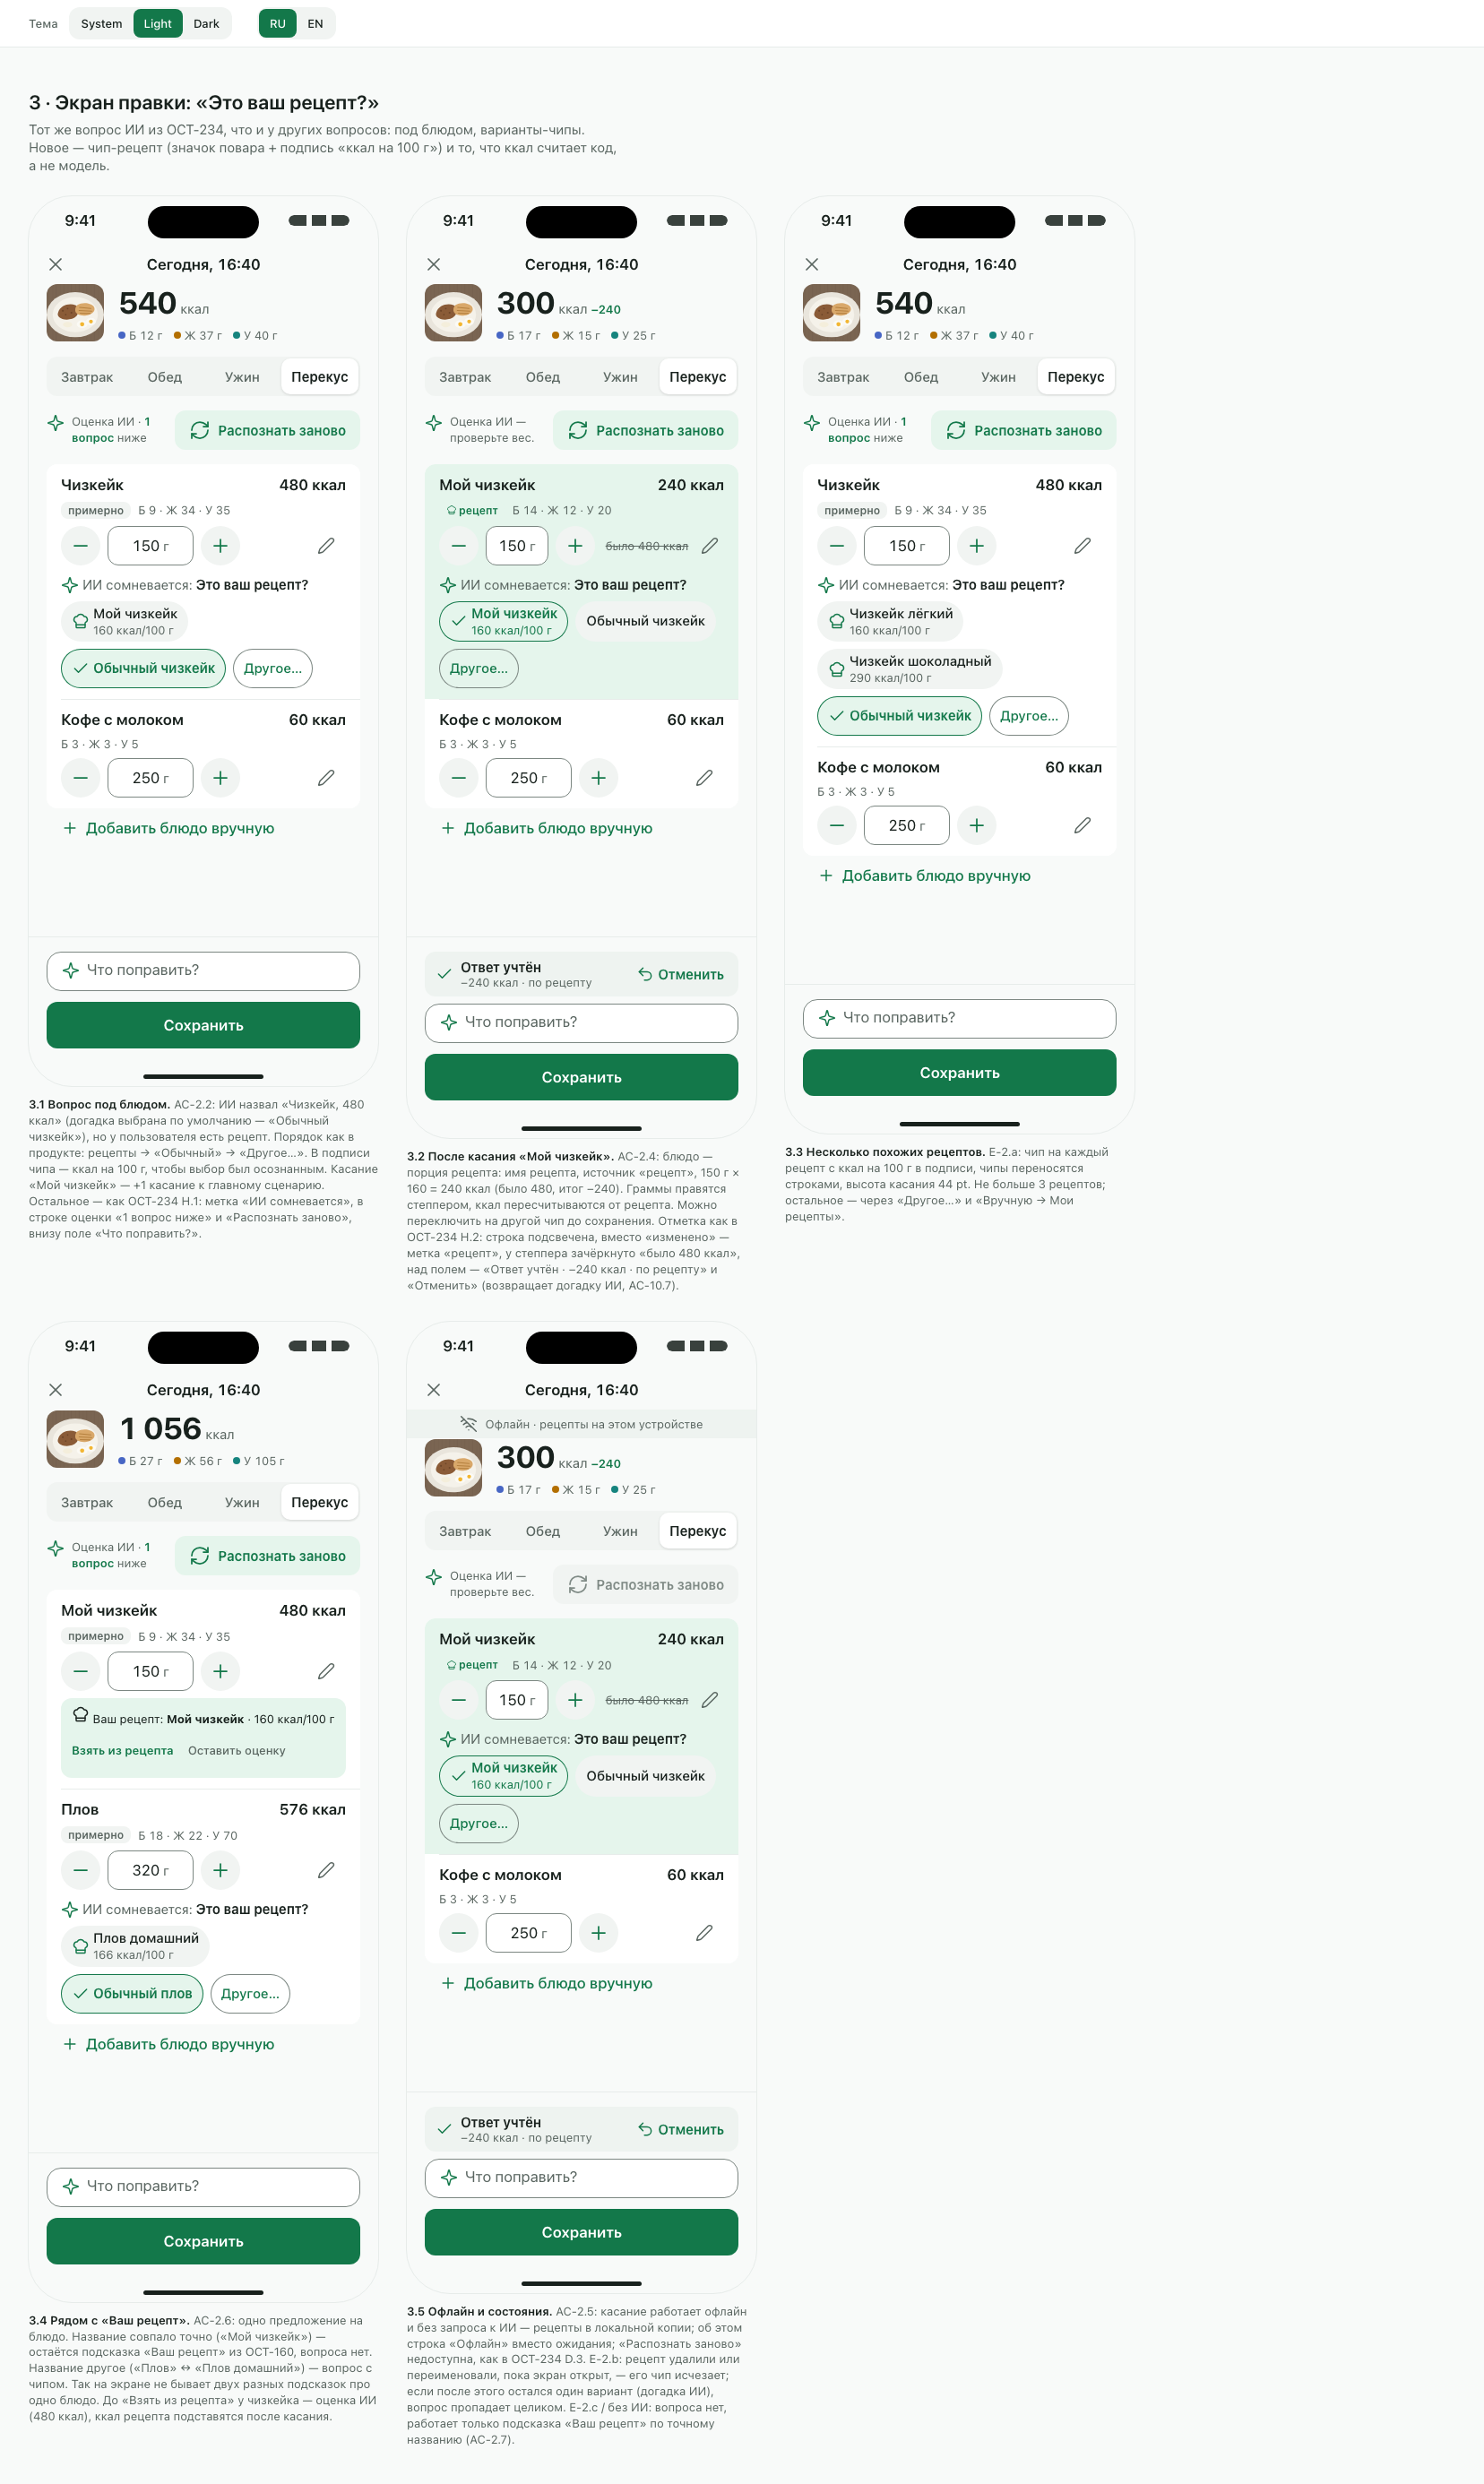 Тема System Light Dark RU EN
3 · Экран правки: «Это ваш рецепт?»
Тот же вопрос ИИ из ОСТ-234, что и у других вопросов: под блюдом, варианты-чипы.
Новое — чип-рецепт (значок повара + подпись «ккал на 100 г») и то, что ккал считает код,
а не модель.
9:41
Сегодня, 16:40
540 ккал
Б 12 г Ж 37 г У 40 г
Завтрак Обед Ужин Перекус
Оценка ИИ · 1
вопрос ниже
Распознать заново
Чизкейк 480 ккал
примерно Б 9 · Ж 34 · У 35
150 г
ИИ сомневается: Это ваш рецепт?
Мой чизкейк
160 ккал/100 г
Обычный чизкейк Другое...
Кофе с молоком 60 ккал
Б 3 · Ж 3 · У 5
250 г
Добавить блюдо вручную
Что поправить?
Сохранить
3.1 Вопрос под блюдом. АС-2.2: ИИ назвал «Чизкейк, 480
ккал» (догадка выбрана по умолчанию — «Обычный
чизкейк»), но у пользователя есть рецепт. Порядок как в
продукте: рецепты → «Обычный» → «Другое…». В подписи
чипа — ккал на 100 г, чтобы выбор был осознанным. Касание
«Мой чизкейк» — +1 касание к главному сценарию.
Остальное — как ОСТ-234 Н.1: метка «ИИ сомневается», в
строке оценки «1 вопрос ниже» и «Распознать заново»,
внизу поле «Что поправить?».
9:41
Сегодня, 16:40
300 ккал −240
Б 17 г Ж 15 г У 25 г
Завтрак Обед Ужин Перекус
Оценка ИИ —
проверьте вес.
Распознать заново
Мой чизкейк 240 ккал
рецепт Б 14 · Ж 12 · У 20
150 г было 480 ккал
ИИ сомневается: Это ваш рецепт?
Мой чизкейк
160 ккал/100 г
Обычный чизкейк
Другое...
Кофе с молоком 60 ккал
Б 3 · Ж 3 · У 5
250 г
Добавить блюдо вручную
Ответ учтён
−240 ккал · по рецепту
Отменить
Что поправить?
Сохранить
3.2 После касания «Мой чизкейк». АС-2.4: блюдо —
порция рецепта: имя рецепта, источник «рецепт», 150 г ×
160 = 240 ккал (было 480, итог −240). Граммы правятся
степпером, ккал пересчитываются от рецепта. Можно
переключить на другой чип до сохранения. Отметка как в
ОСТ-234 Н.2: строка подсвечена, вместо «изменено» —
метка «рецепт», у степпера зачёркнуто «было 480 ккал»,
над полем — «Ответ учтён · −240 ккал · по рецепту» и
«Отменить» (возвращает догадку ИИ, АС-10.7).
9:41
Сегодня, 16:40
540 ккал
Б 12 г Ж 37 г У 40 г
Завтрак Обед Ужин Перекус
Оценка ИИ · 1
вопрос ниже
Распознать заново
Чизкейк 480 ккал
примерно Б 9 · Ж 34 · У 35
150 г
ИИ сомневается: Это ваш рецепт?
Чизкейк лёгкий
160 ккал/100 г
Чизкейк шоколадный
290 ккал/100 г
Обычный чизкейк Другое...
Кофе с молоком 60 ккал
Б 3 · Ж 3 · У 5
250 г
Добавить блюдо вручную
Что поправить?
Сохранить
3.3 Несколько похожих рецептов. Е-2.а: чип на каждый
рецепт с ккал на 100 г в подписи, чипы переносятся
строками, высота касания 44 pt. Не больше 3 рецептов;
остальное — через «Другое…» и «Вручную → Мои
рецепты».
9:41
Сегодня, 16:40
1 056 ккал
Б 27 г Ж 56 г У 105 г
Завтрак Обед Ужин Перекус
Оценка ИИ · 1
вопрос ниже
Распознать заново
Мой чизкейк 480 ккал
примерно Б 9 · Ж 34 · У 35
150 г
Ваш рецепт: Мой чизкейк · 160 ккал/100 г
Взять из рецепта Оставить оценку
Плов 576 ккал
примерно Б 18 · Ж 22 · У 70
320 г
ИИ сомневается: Это ваш рецепт?
Плов домашний
166 ккал/100 г
Обычный плов Другое...
Добавить блюдо вручную
Что поправить?
Сохранить
3.4 Рядом с «Ваш рецепт». АС-2.6: одно предложение на
блюдо. Название совпало точно («Мой чизкейк») —
остаётся подсказка «Ваш рецепт» из ОСТ-160, вопроса нет.
Название другое («Плов» ↔ «Плов домашний») — вопрос с
чипом. Так на экране не бывает двух разных подсказок про
одно блюдо. До «Взять из рецепта» у чизкейка — оценка ИИ
(480 ккал), ккал рецепта подставятся после касания.
9:41
Сегодня, 16:40
Офлайн · рецепты на этом устройстве
300 ккал −240
Б 17 г Ж 15 г У 25 г
Завтрак Обед Ужин Перекус
Оценка ИИ —
проверьте вес.
Распознать заново
Мой чизкейк 240 ккал
рецепт Б 14 · Ж 12 · У 20
150 г было 480 ккал
ИИ сомневается: Это ваш рецепт?
Мой чизкейк
160 ккал/100 г
Обычный чизкейк
Другое...
Кофе с молоком 60 ккал
Б 3 · Ж 3 · У 5
250 г
Добавить блюдо вручную
Ответ учтён
−240 ккал · по рецепту
Отменить
Что поправить?
Сохранить
3.5 Офлайн и состояния. АС-2.5: касание работает офлайн
и без запроса к ИИ — рецепты в локальной копии; об этом
строка «Офлайн» вместо ожидания; «Распознать заново»
недоступна, как в ОСТ-234 D.3. Е-2.b: рецепт удалили или
переименовали, пока экран открыт, — его чип исчезает;
если после этого остался один вариант (догадка ИИ),
вопрос пропадает целиком. Е-2.с / без ИИ: вопроса нет,
работает только подсказка «Ваш рецепт» по точному
названию (АС-2.7).